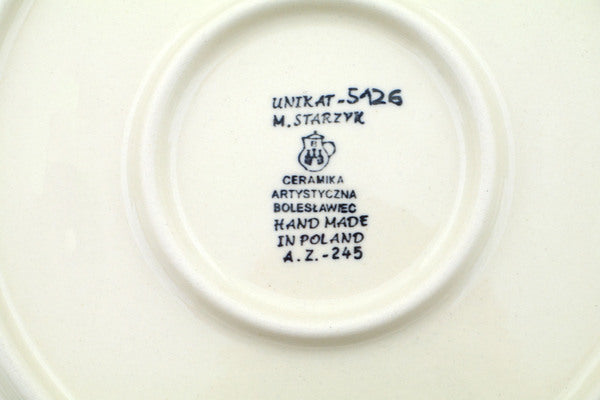 UNIKAT-5126
M.STARZYK
CERAMIKA
ARTYSTYCZNA
BOLESŁAWIEC
HAND MADE
IN POLAND
A.Z.-245